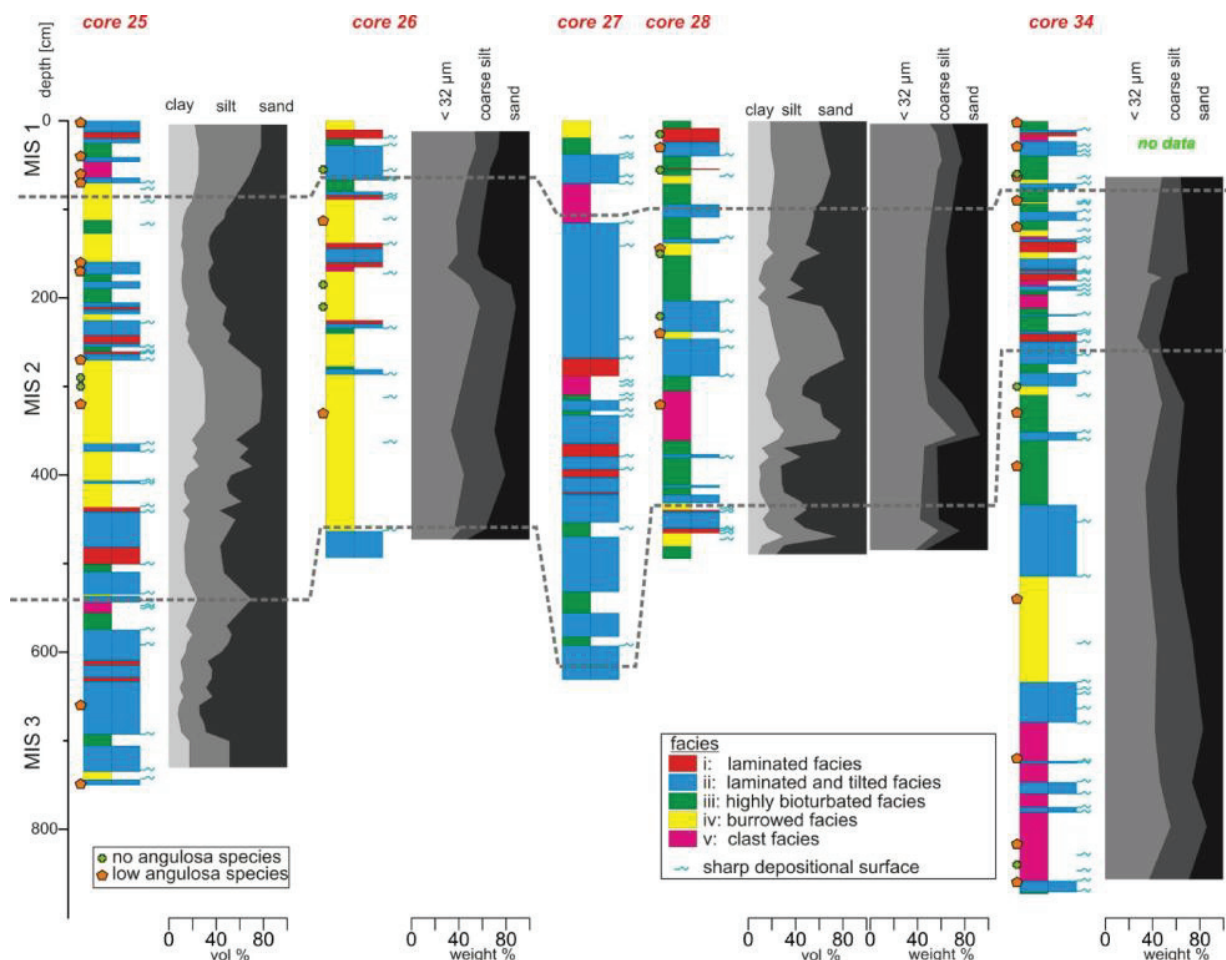 core 25
core 26
core 27
core 28
core 34
depth [cm]
clay silt sand
< 32 µm
coarse silt
sand
clay silt sand
< 32 µm
coarse silt
sand
< 32 µm
coarse silt
sand
no data
0
200
400
600
800
MIS 1
MIS 2
MIS 3
facies
i: laminated facies
ii: laminated and tilted facies
iii: highly bioturbated facies
iv: burrowed facies
v: clast facies
sharp depositional surface
no angulosa species
low angulosa species
0 40 80
vol %
0 40 80
weight %
0 40 80
vol %
0 40 80
weight %
0 40 80
weight %